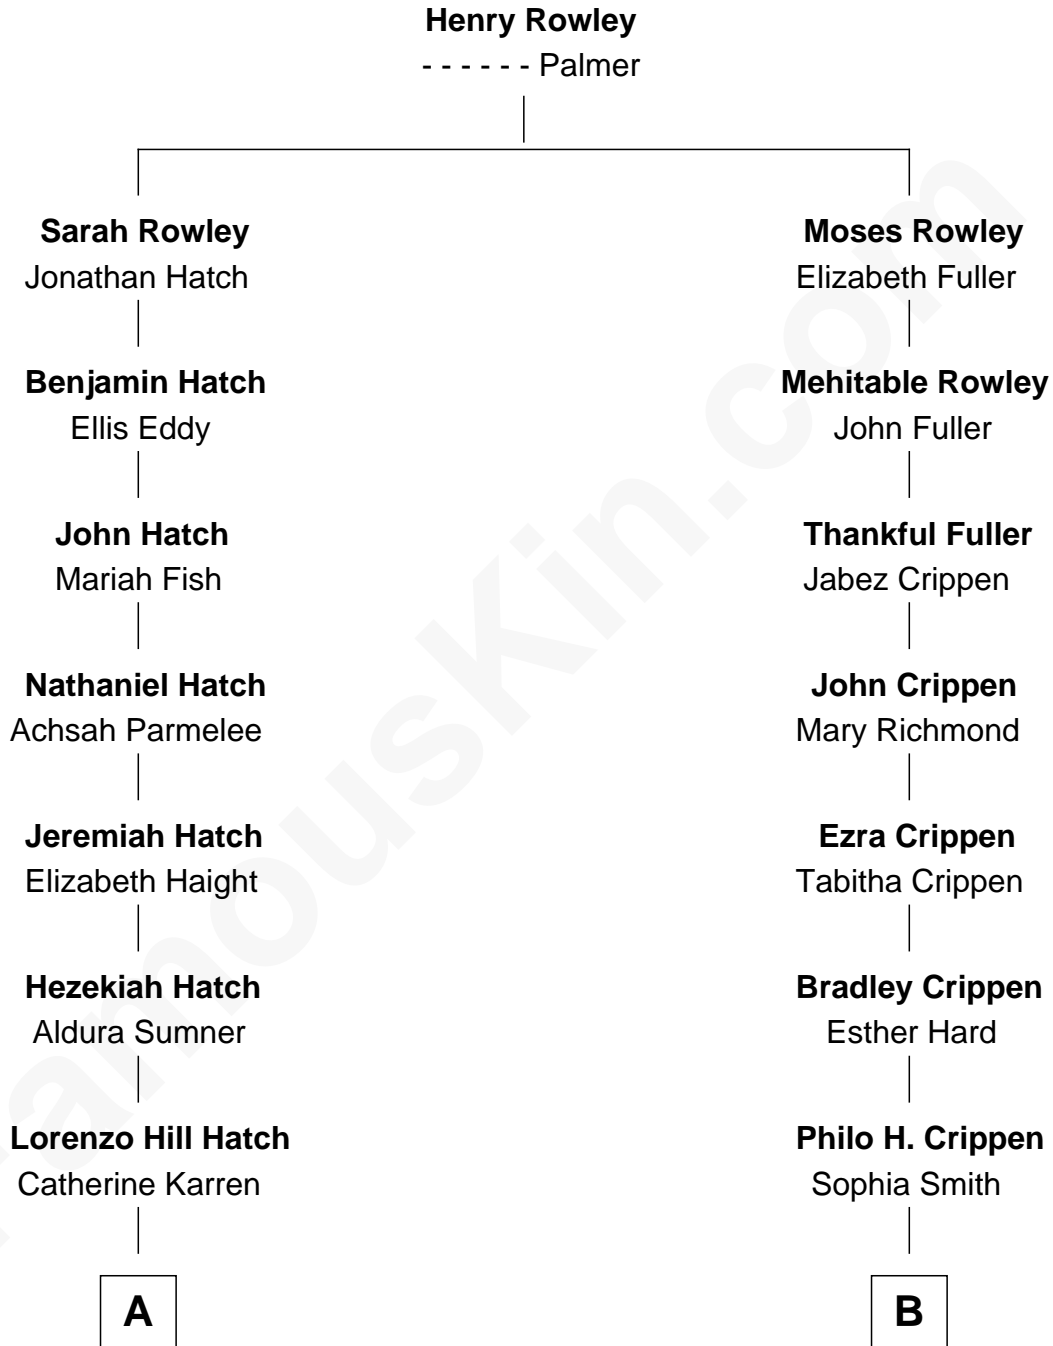 Henry Rowley
- - - - - - Palmer
Sarah Rowley
Jonathan Hatch
Moses Rowley
Elizabeth Fuller
Benjamin Hatch
Ellis Eddy
Mehitable Rowley
John Fuller
John Hatch
Mariah Fish
Thankful Fuller
Jabez Crippen
Nathaniel Hatch
Achsah Parmelee
John Crippen
Mary Richmond
Jeremiah Hatch
Elizabeth Haight
Ezra Crippen
Tabitha Crippen
Hezekiah Hatch
Aldura Sumner
Bradley Crippen
Esther Hard
Lorenzo Hill Hatch
Catherine Karren
Philo H. Crippen
Sophia Smith
A
B
FamousKin.com